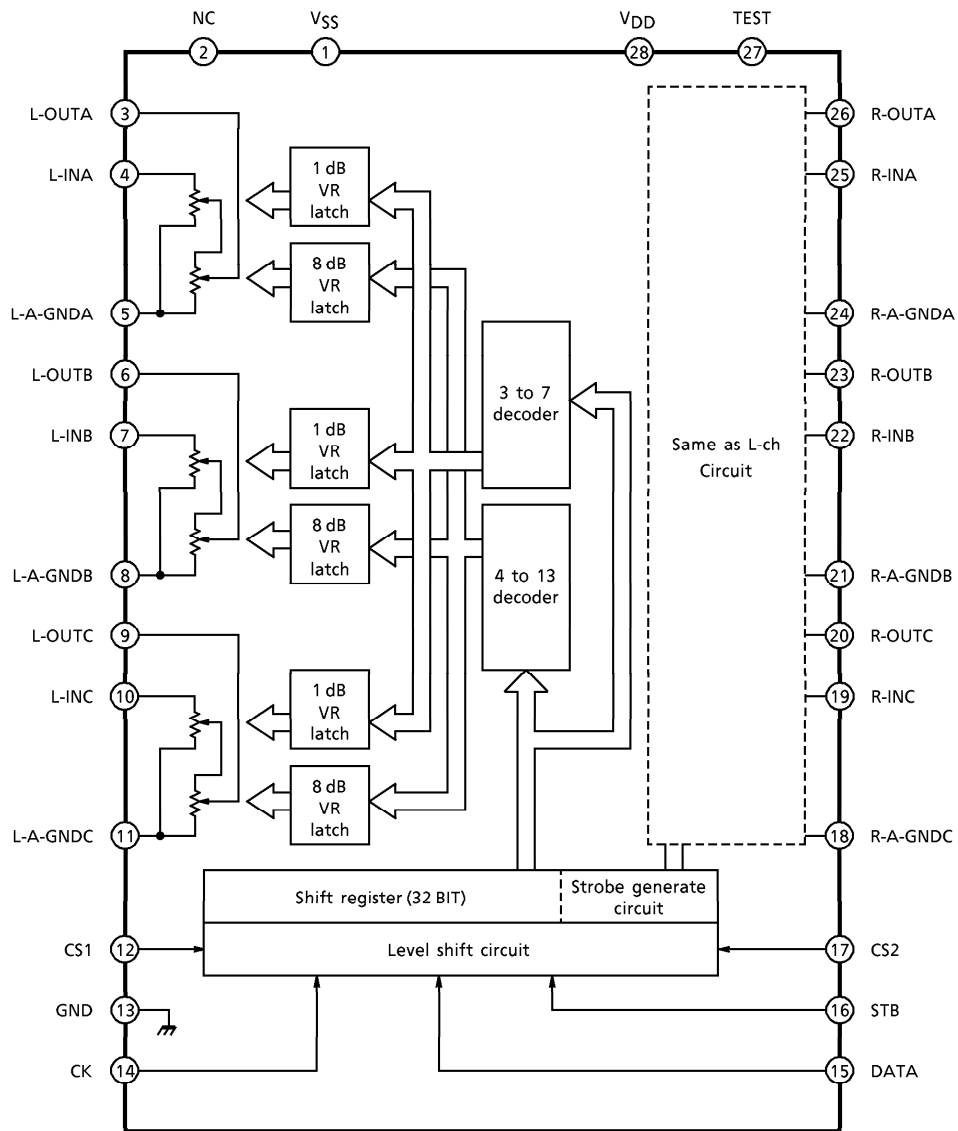 NC
VSS
VDD
TEST
2
1
28
27
L-OUTA
3
26
R-OUTA
L-INA
4
1 dB
VR
latch
25
R-INA
8 dB
VR
latch
L-A-GNDA
5
24
R-A-GNDA
L-OUTB
6
3 to 7
decoder
23
R-OUTB
L-INB
7
1 dB
VR
latch
Same as L-ch
Circuit
22
R-INB
8 dB
VR
latch
4 to 13
decoder
L-A-GNDB
8
21
R-A-GNDB
L-OUTC
9
20
R-OUTC
L-INC
10
1 dB
VR
latch
19
R-INC
8 dB
VR
latch
L-A-GNDC
11
18
R-A-GNDC
Shift register (32 BIT)
Strobe generate
circuit
CS1
12
Level shift circuit
17
CS2
GND
13
16
STB
CK
14
15
DATA